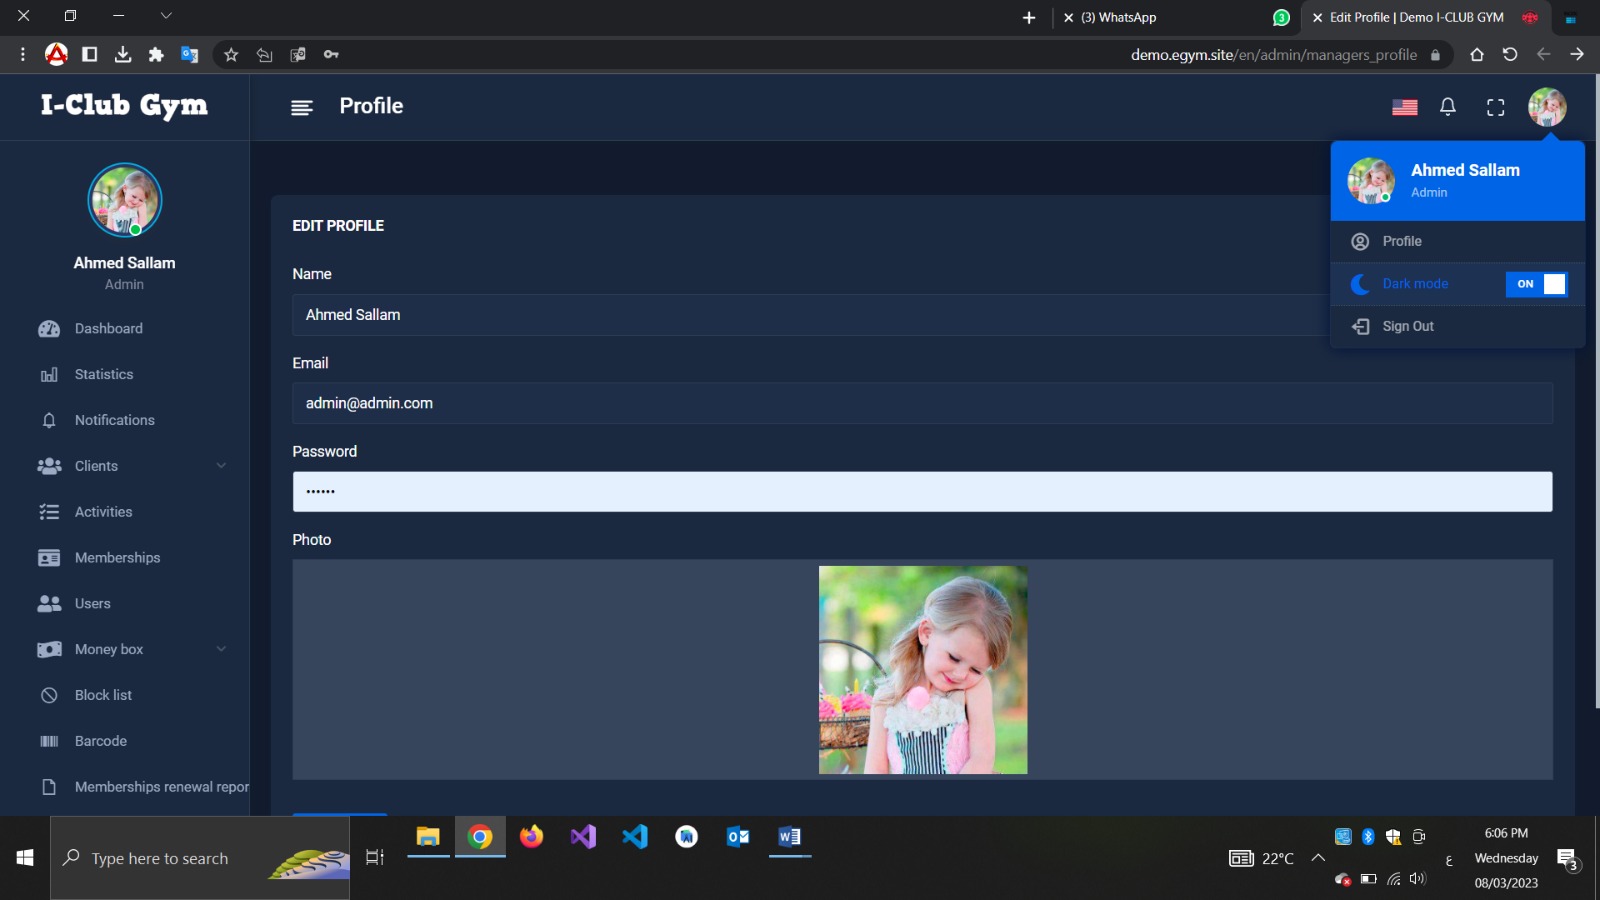 (3) WhatsApp
3
Edit Profile | Demo I-CLUB GYM
demo.egym.site/en/admin/managers_profile
I-Club Gym
Profile
Ahmed Sallam
Admin
Dashboard
Statistics
Notifications
Clients
Activities
Memberships
Users
Money box
Block list
Barcode
Memberships renewal repor
EDIT PROFILE
Name
Ahmed Sallam
Email
admin@admin.com
Password
••••••
Photo
Ahmed Sallam
Admin
Profile
Dark mode
ON
Sign Out
Type here to search
22°C
ع
6:06 PM
Wednesday
08/03/2023
3